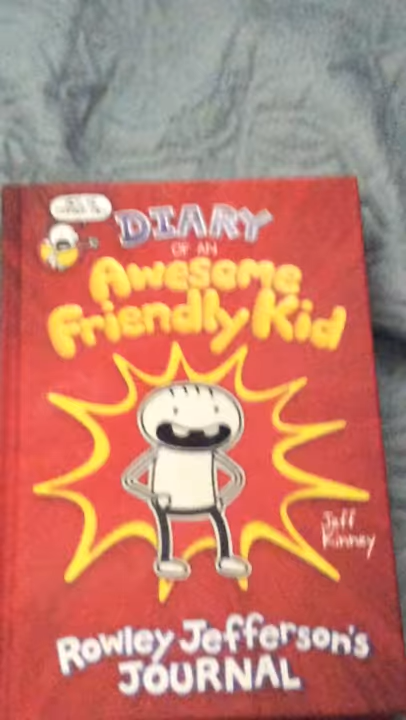 DIARY
OF AN
Awesome
Friendly Kid
Jeff
Kinney
Rowley Jefferson's
JOURNAL